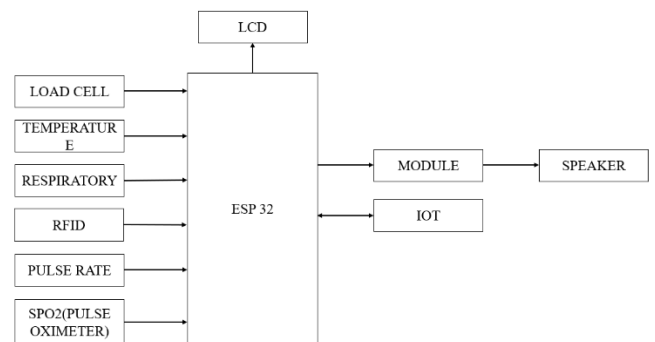 LCD
LOAD CELL
TEMPERATUR
E
RESPIRATORY
RFID
PULSE RATE
SPO2(PULSE
OXIMETER)
ESP 32
MODULE
SPEAKER
IOT